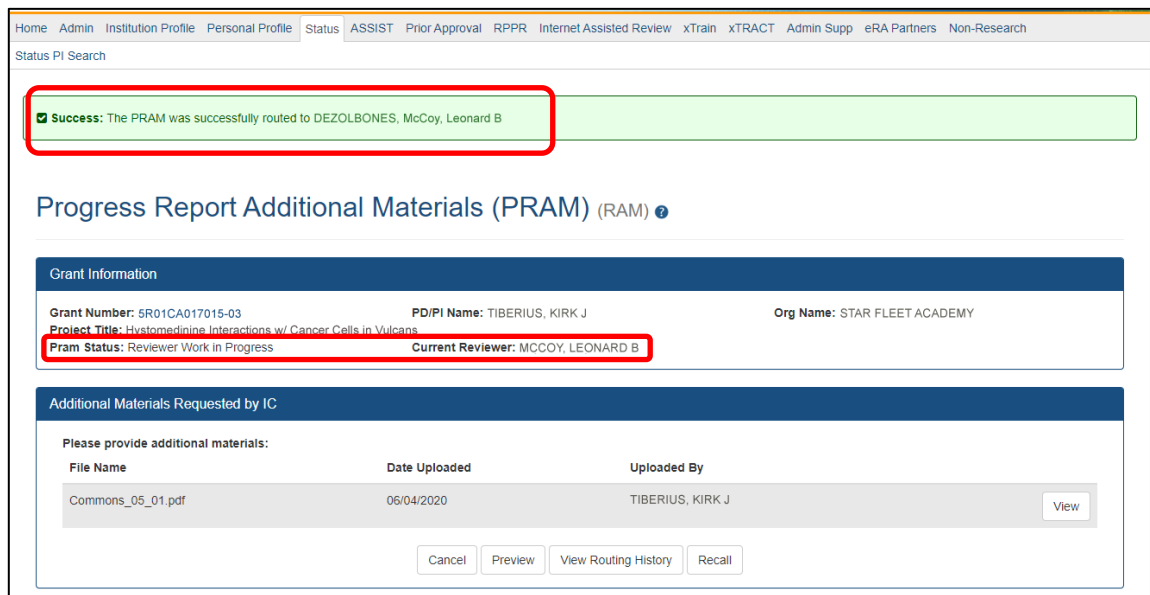 Home Admin Institution Profile Personal Profile Status ASSIST Prior Approval RPPR Internet Assisted Review xTrain xTRACT Admin Supp eRA Partners Non-Research
Status PI Search
Success: The PRAM was successfully routed to DEZOLBONES, McCoy, Leonard B
Progress Report Additional Materials (PRAM) (RAM) ?
Grant Information
Grant Number: 5R01CA017015-03 PD/PI Name: TIBERIUS, KIRK J Org Name: STAR FLEET ACADEMY
Project Title: Hystomedinine Interactions w/ Cancer Cells in Vulcans
Pram Status: Reviewer Work in Progress Current Reviewer: MCCOY, LEONARD B
Additional Materials Requested by IC
Please provide additional materials:
File Name Date Uploaded Uploaded By
Commons_05_01.pdf 06/04/2020 TIBERIUS, KIRK J View
Cancel Preview View Routing History Recall